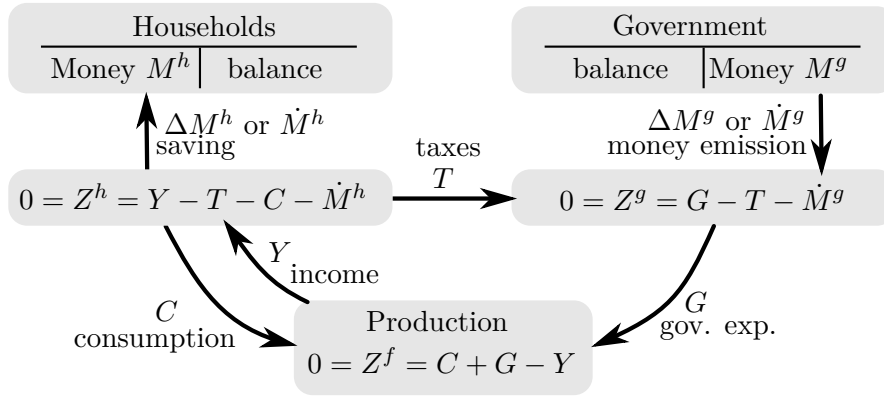 Households
Money M^h | balance
Government
balance | Money M^g
ΔM^h or Ṁ^h
saving
taxes
T
ΔM^g or Ṁ^g
money emission
0 = Z^h = Y − T − C − Ṁ^h
0 = Z^g = G − T − Ṁ^g
Y
income
C
consumption
G
gov. exp.
Production
0 = Z^f = C + G − Y